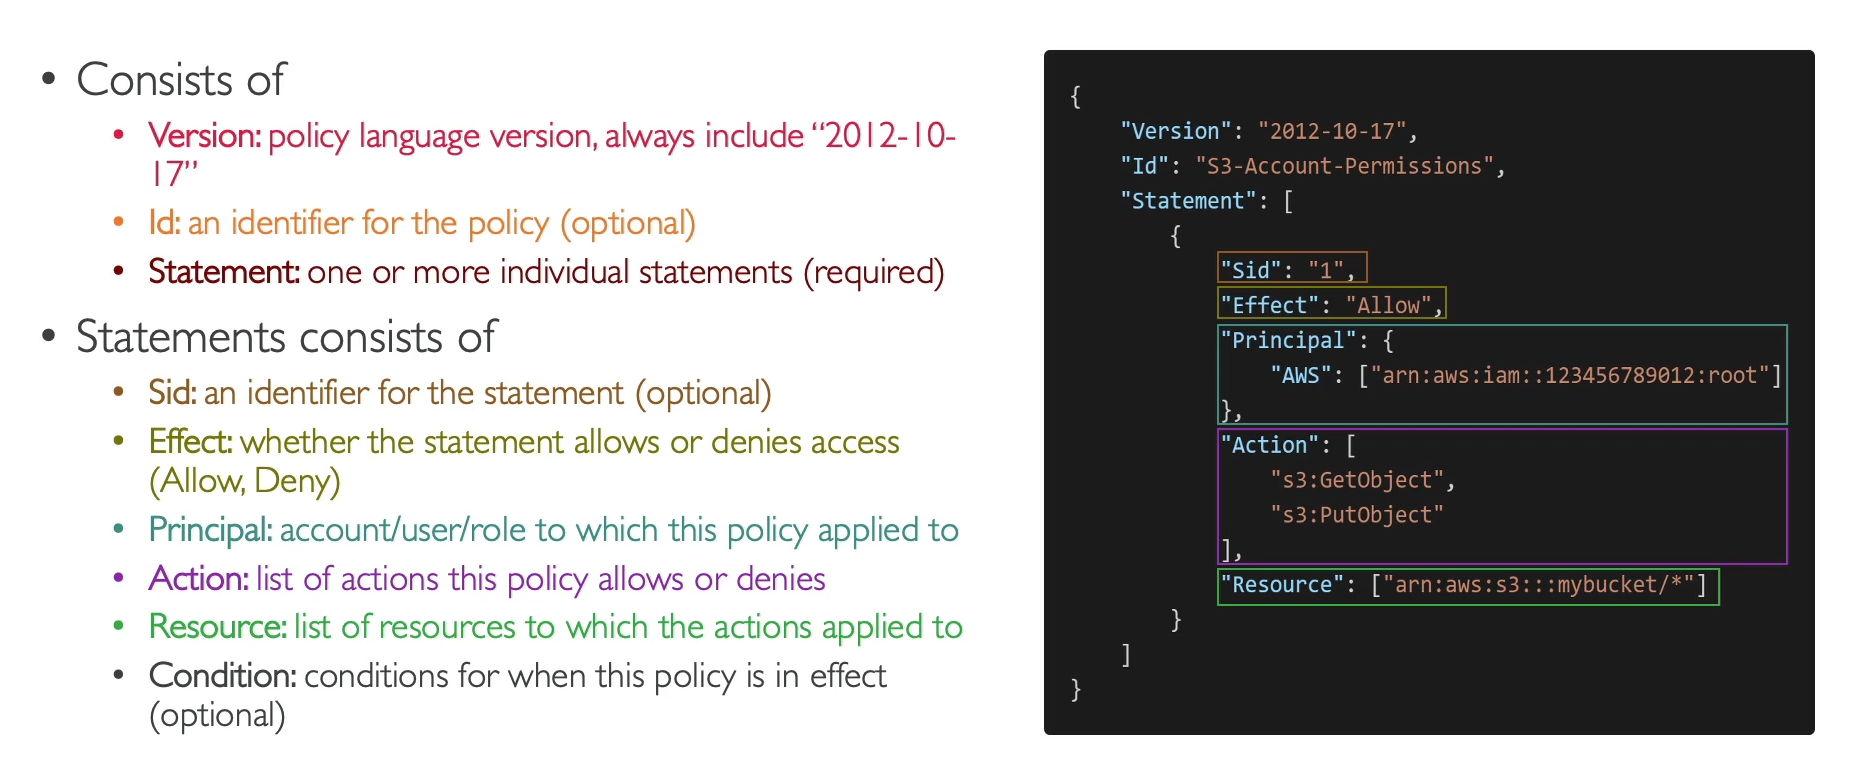 • Consists of
• Version: policy language version, always include “2012-10-
17”
• Id: an identifier for the policy (optional)
• Statement: one or more individual statements (required)
• Statements consists of
• Sid: an identifier for the statement (optional)
• Effect: whether the statement allows or denies access
(Allow, Deny)
• Principal: account/user/role to which this policy applied to
• Action: list of actions this policy allows or denies
• Resource: list of resources to which the actions applied to
• Condition: conditions for when this policy is in effect
(optional)
{
"Version": "2012-10-17",
"Id": "S3-Account-Permissions",
"Statement": [
{
"Sid": "1",
"Effect": "Allow",
"Principal": {
"AWS": ["arn:aws:iam::123456789012:root"]
},
"Action": [
"s3:GetObject",
"s3:PutObject"
],
"Resource": ["arn:aws:s3:::mybucket/*"]
}
]
}